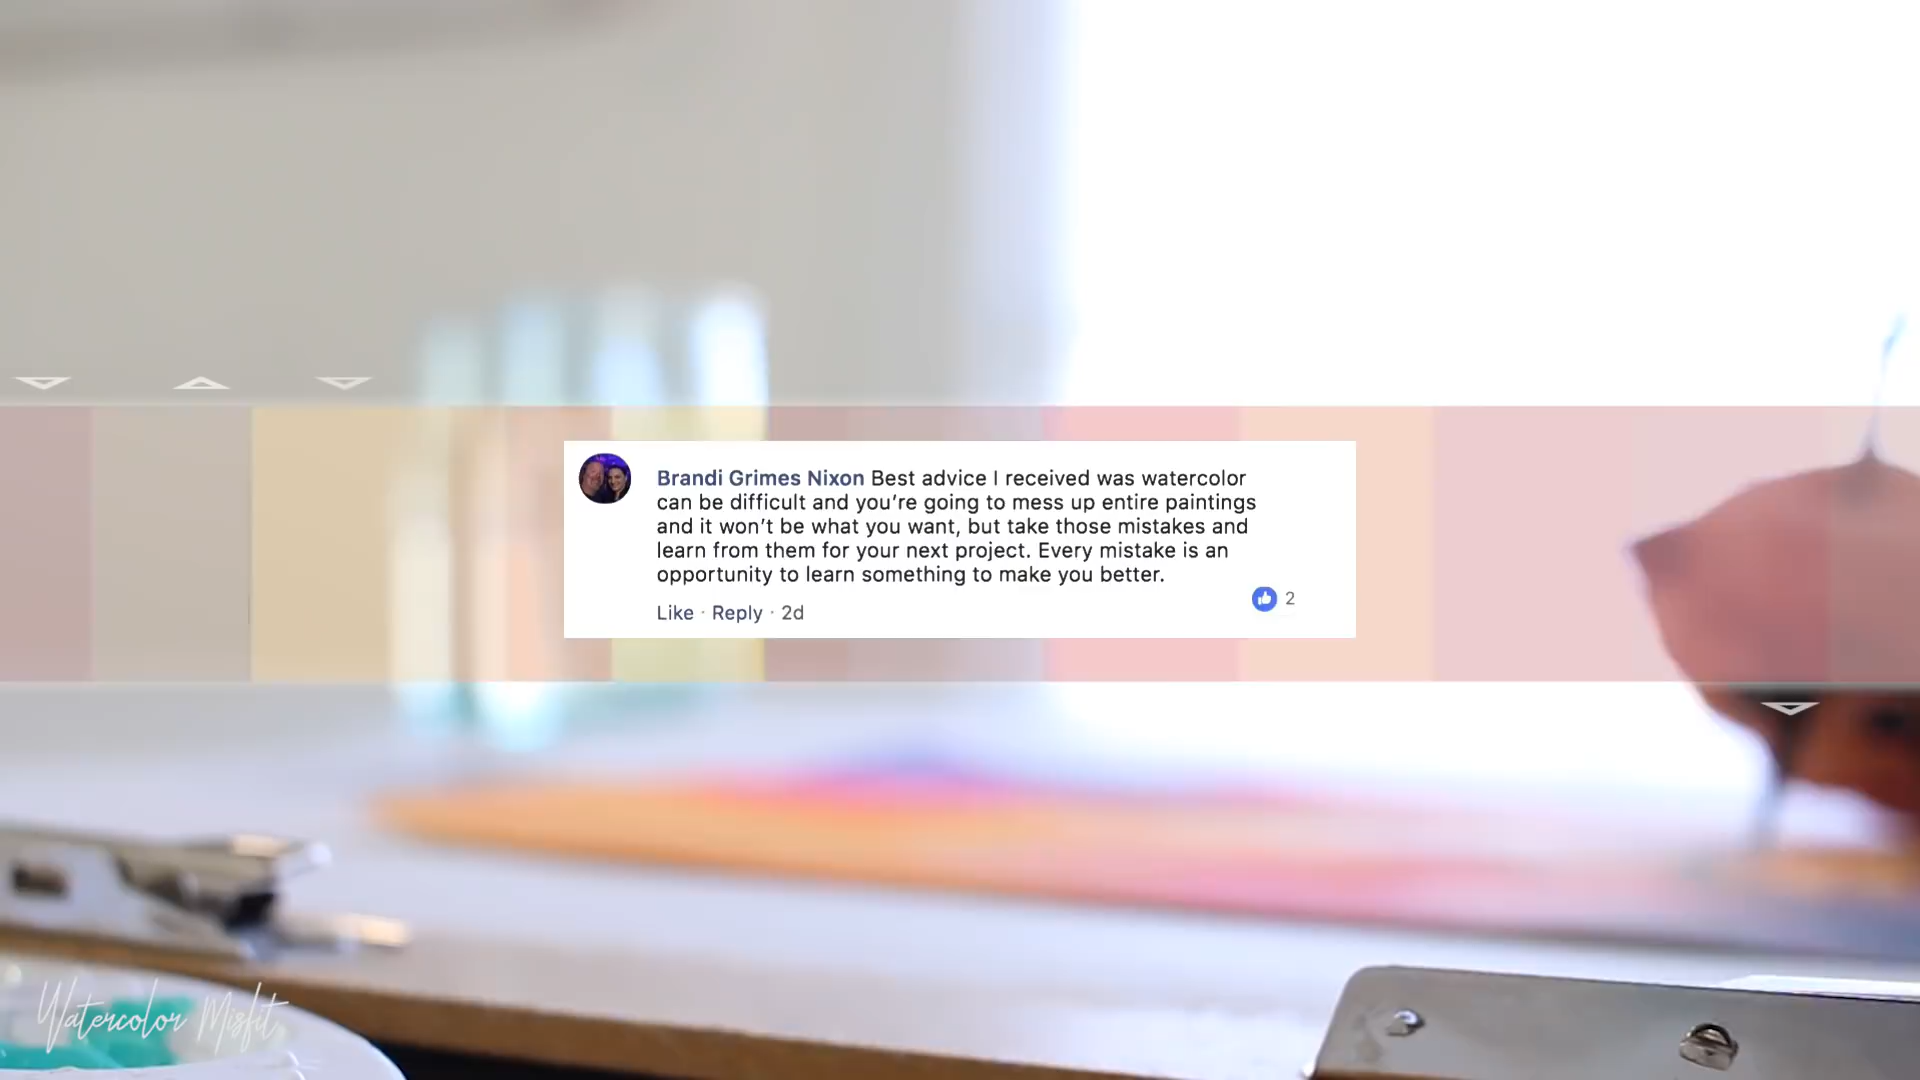 Brandi Grimes Nixon Best advice I received was watercolor
can be difficult and you’re going to mess up entire paintings
and it won’t be what you want, but take those mistakes and
learn from them for your next project. Every mistake is an
opportunity to learn something to make you better.
Like · Reply · 2d
2
Watercolor Misfit